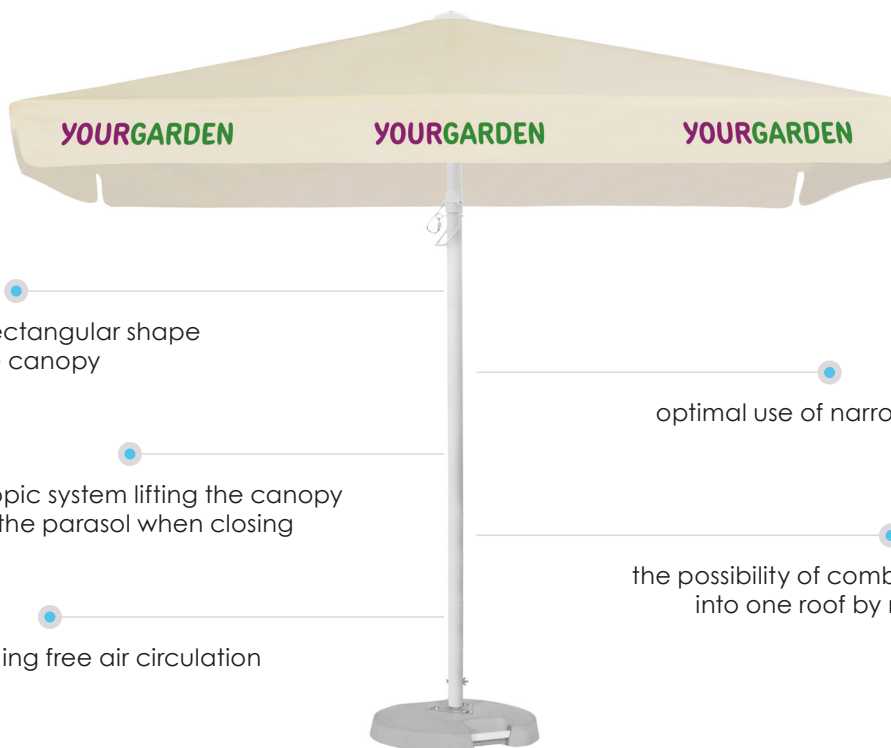 YOURGARDEN YOURGARDEN YOURGARDEN
ectangular shape
canopy
optimal use of narro
opic system lifting the canopy
the parasol when closing
the possibility of comb
into one roof by
ing free air circulation